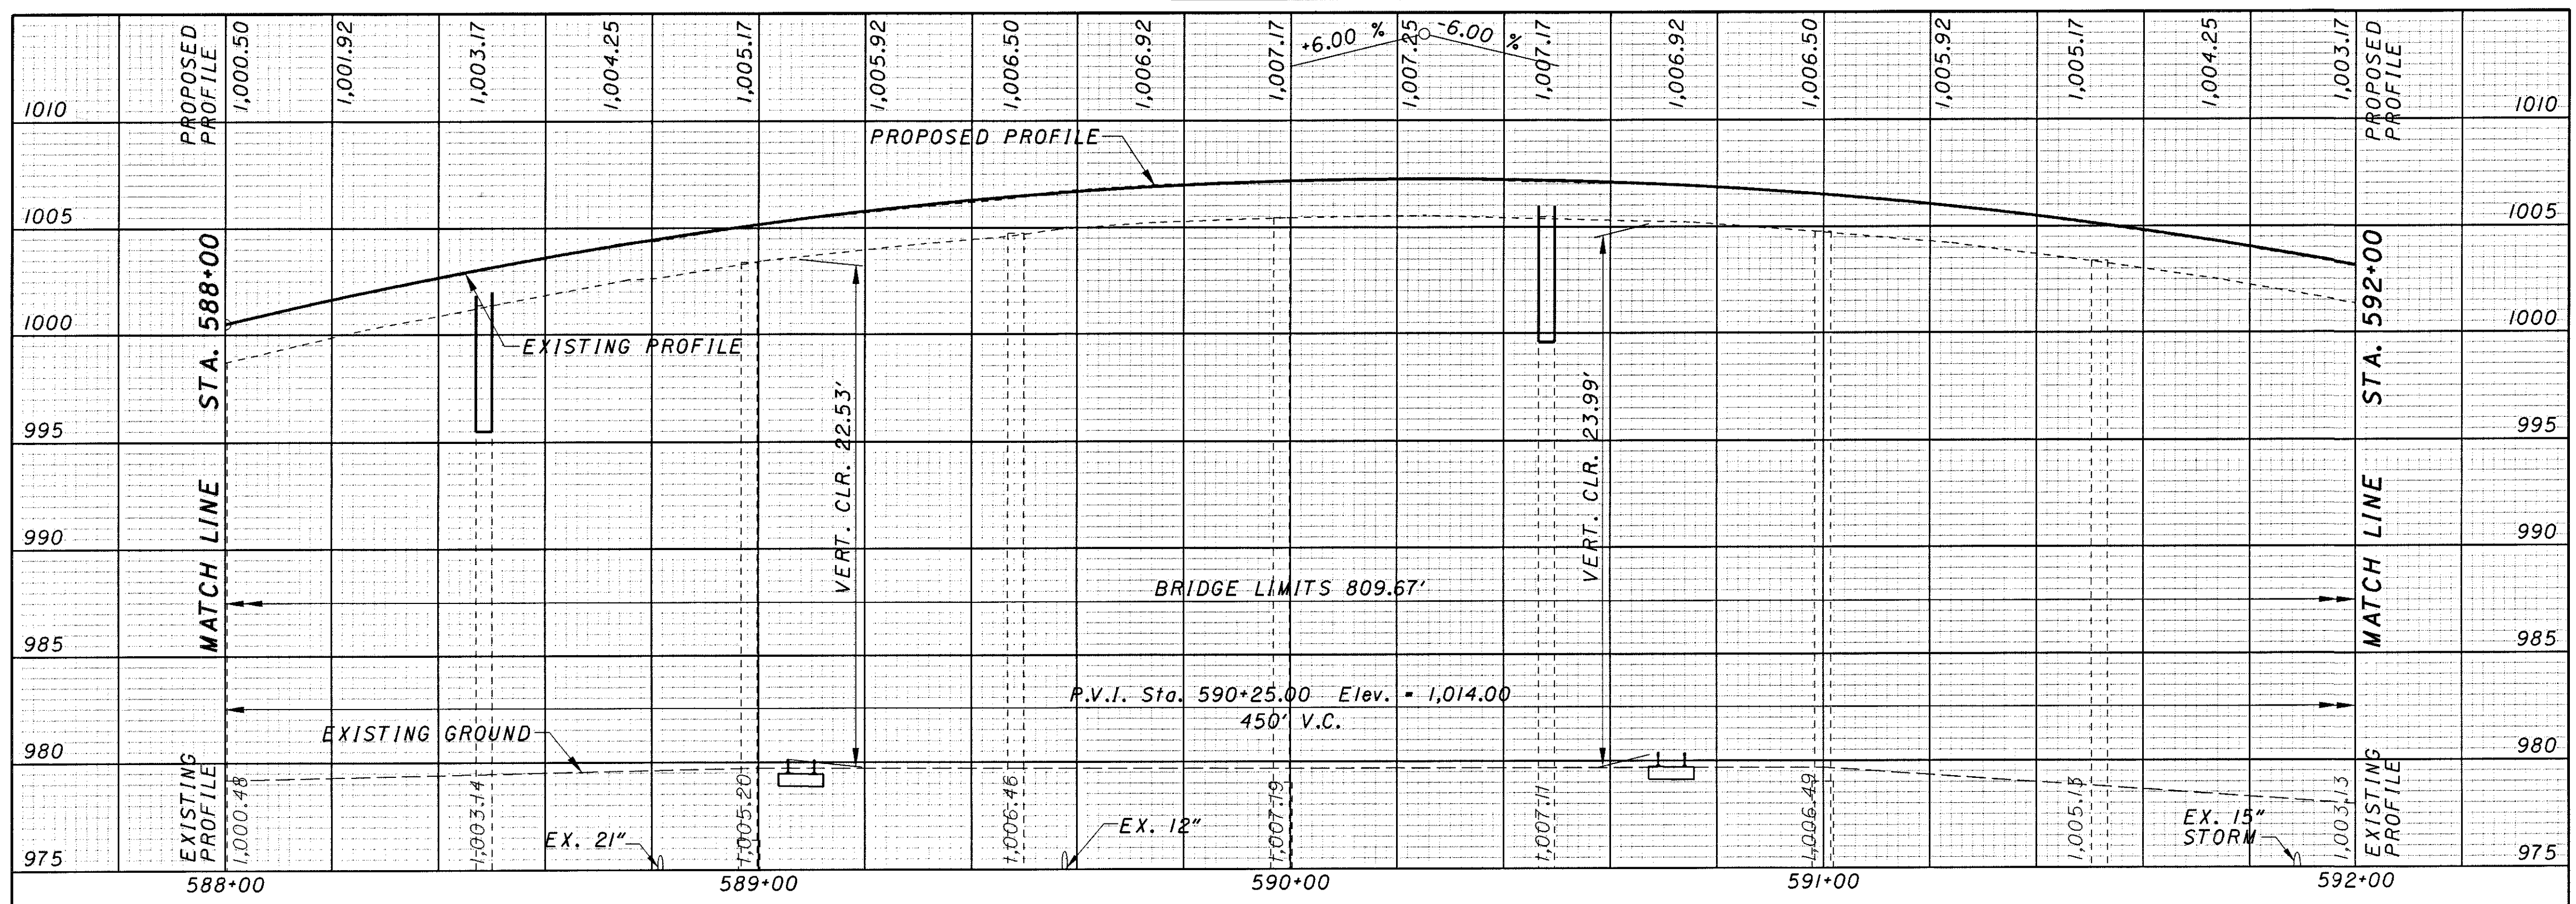 PROPOSED PROFILE
1,000.50
1,001.92
1,003.17
1,004.25
1,005.17
1,005.92
1,006.50
1,006.92
1,007.17
+6.00 %
1,007.25
-6.00 %
1,007.17
1,006.92
1,006.50
1,005.92
1,005.17
1,004.25
1,003.17
PROPOSED PROFILE
1010
1010
PROPOSED PROFILE
1005
1005
MATCH LINE STA. 588+00
MATCH LINE STA. 592+00
1000
1000
EXISTING PROFILE
VERT. CLR. 22.53'
VERT. CLR. 23.99'
995
995
990
990
BRIDGE LIMITS 809.67'
985
985
P.V.I. Sta. 590+25.00 Elev. = 1,014.00
450' V.C.
EXISTING GROUND
980
980
EXISTING PROFILE
1,000.48
1,003.14
1,005.20
1,006.46
1,007.19
1,007.11
1,006.49
1,005.13
1,003.13
EXISTING PROFILE
EX. 21"
EX. 12"
EX. 15"
STORM
975
975
588+00
589+00
590+00
591+00
592+00